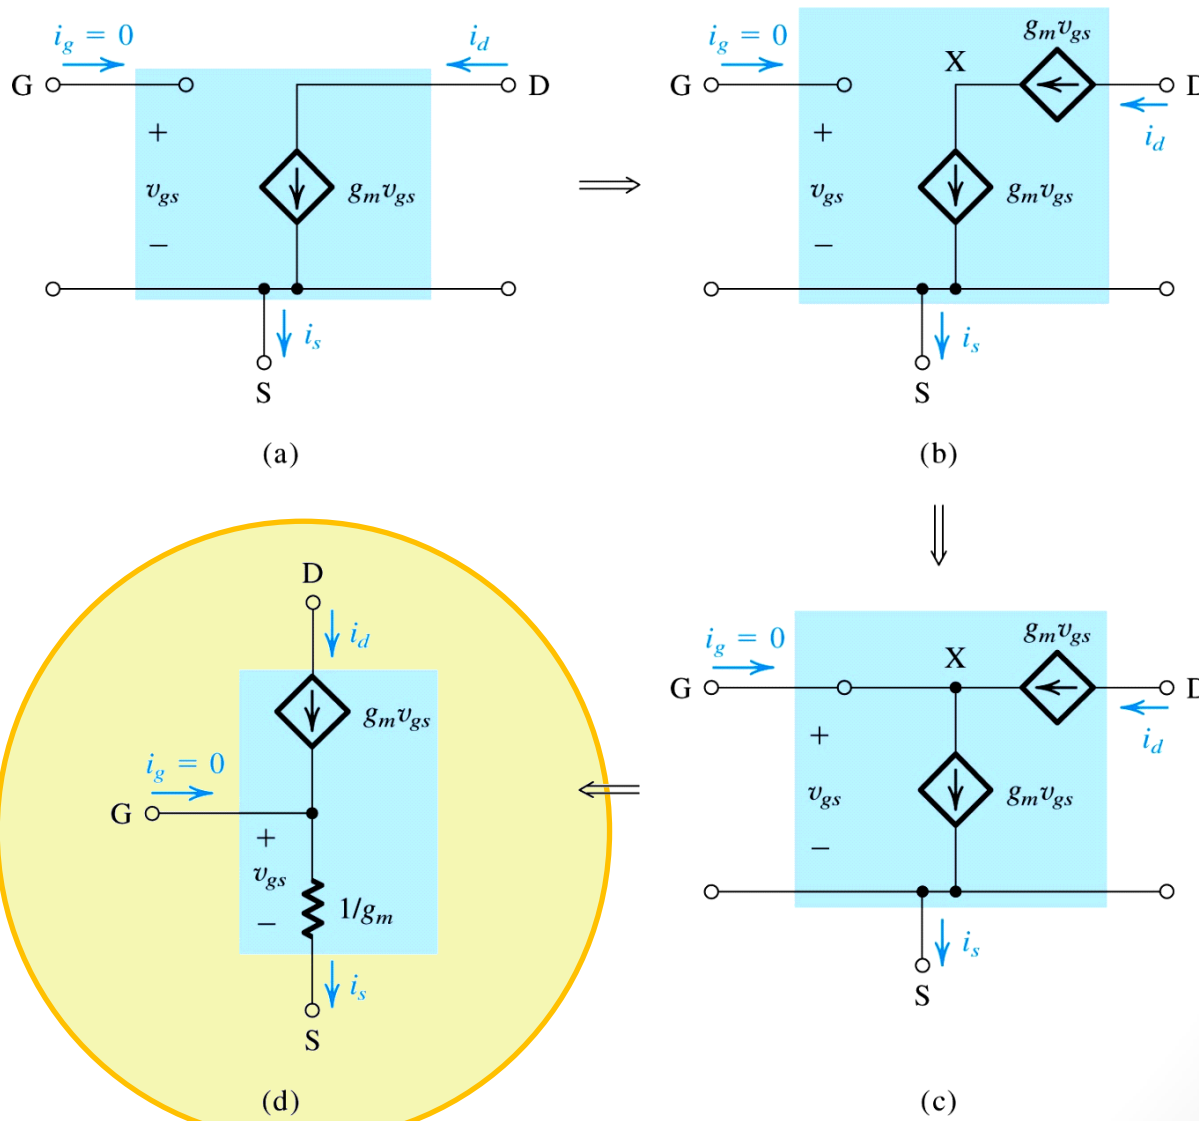 i_g = 0
i_d
G
D
+
v_gs
−
g_m v_gs
i_s
S
(a)
g_m v_gs
i_g = 0
X
G
D
i_d
+
v_gs
−
g_m v_gs
i_s
S
(b)
D
i_d
g_m v_gs
i_g = 0
G
+
v_gs
−
1/g_m
i_s
S
(d)
g_m v_gs
i_g = 0
X
G
D
i_d
+
v_gs
−
g_m v_gs
i_s
S
(c)